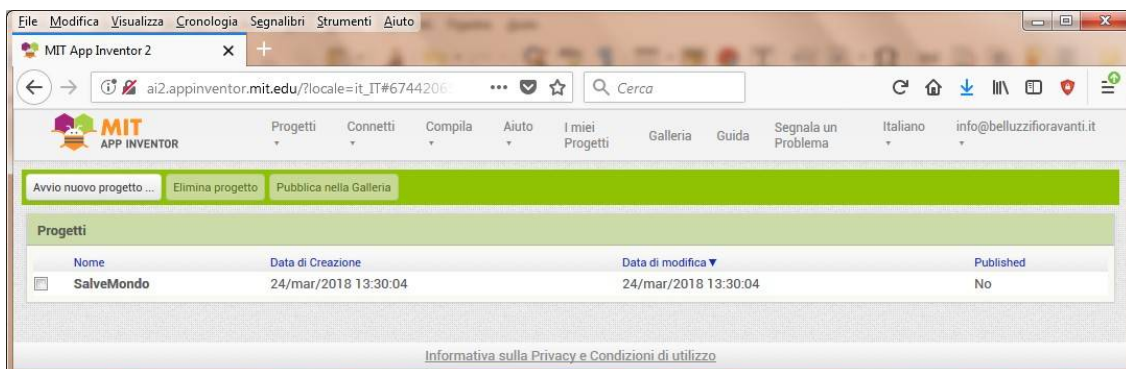 File Modifica Visualizza Cronologia Segnalibri Strumenti Aiuto
MIT App Inventor 2
ai2.appinventor.mit.edu/?locale=it_IT#6744206
Cerca
MIT APP INVENTOR
Progetti Connetti Compila Aiuto I miei Progetti Galleria Guida Segnala un Problema Italiano info@belluzzifioravanti.it
Avvio nuovo progetto ... Elimina progetto Pubblica nella Galleria
Progetti
Nome Data di Creazione Data di modifica▼ Published
SalveMondo 24/mar/2018 13:30:04 24/mar/2018 13:30:04 No
Informativa sulla Privacy e Condizioni di utilizzo